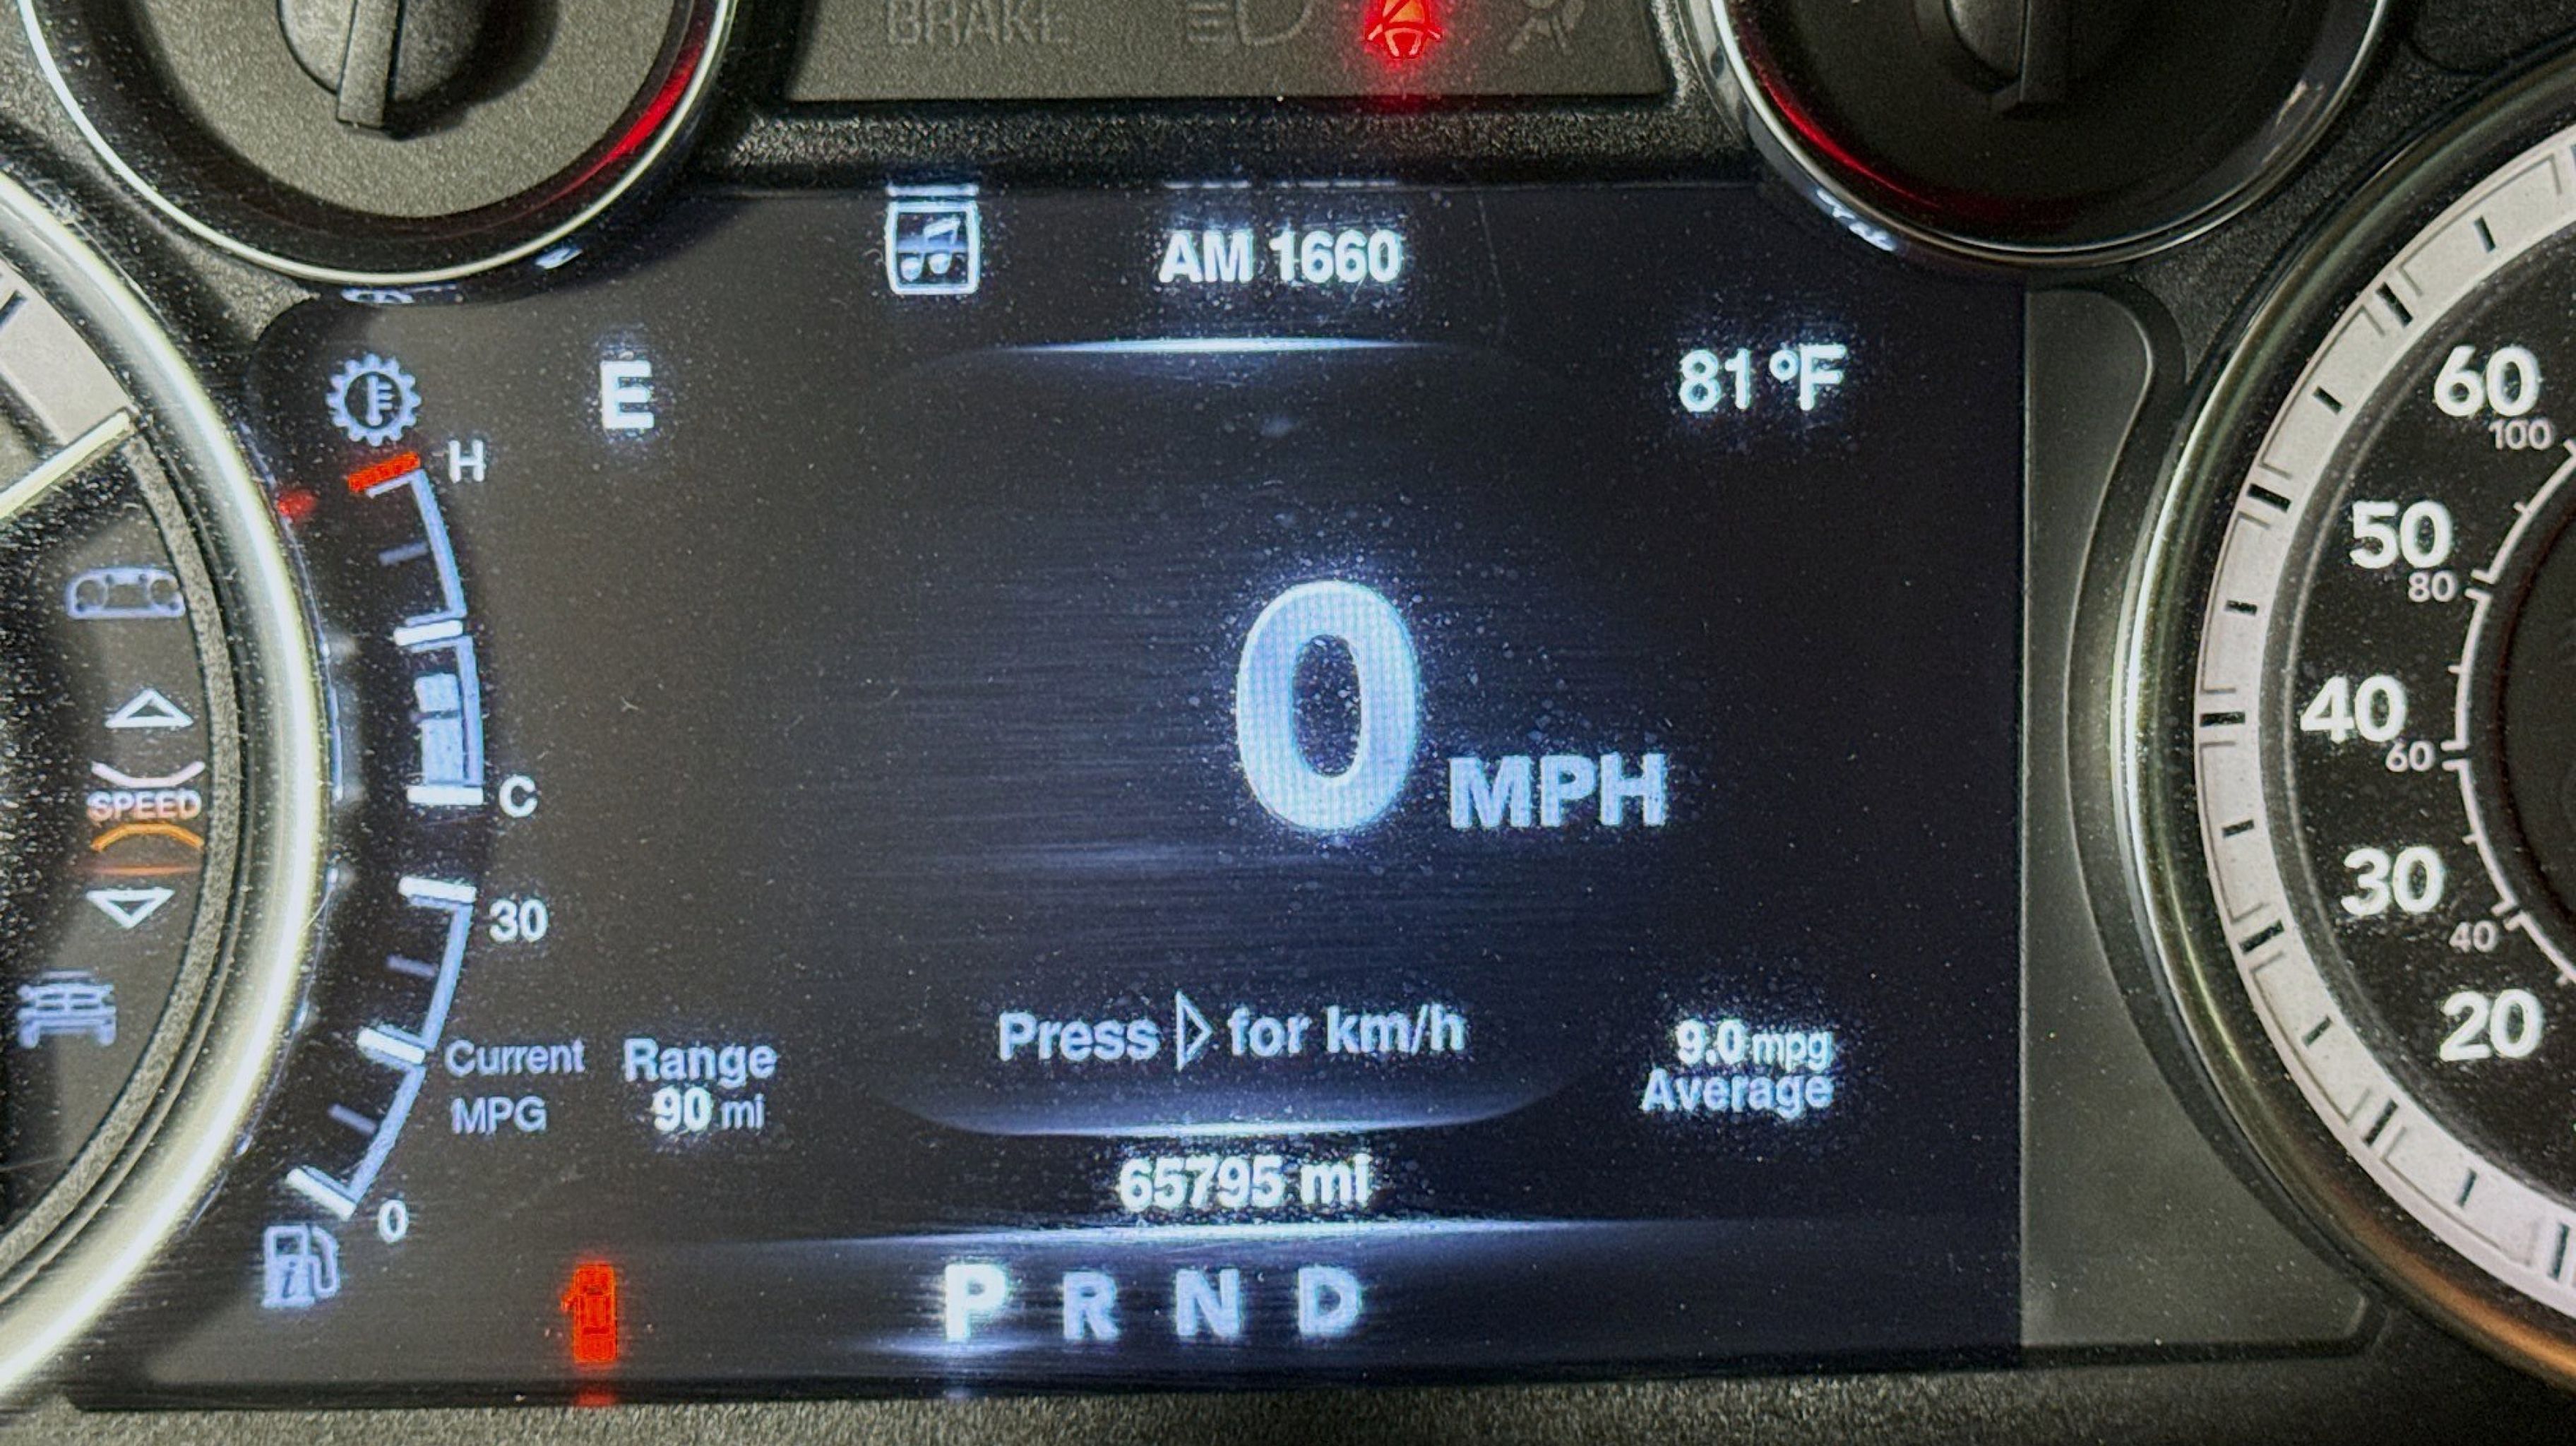 BRAKE
AM 1660
E
81 °F
H
C
0 MPH
SPEED
30
Current
MPG
0
Range
90 mi
Press ▷ for km/h
9.0 mpg
Average
65795 mi
P R N D
60
100
50
80
40
60
30
40
20